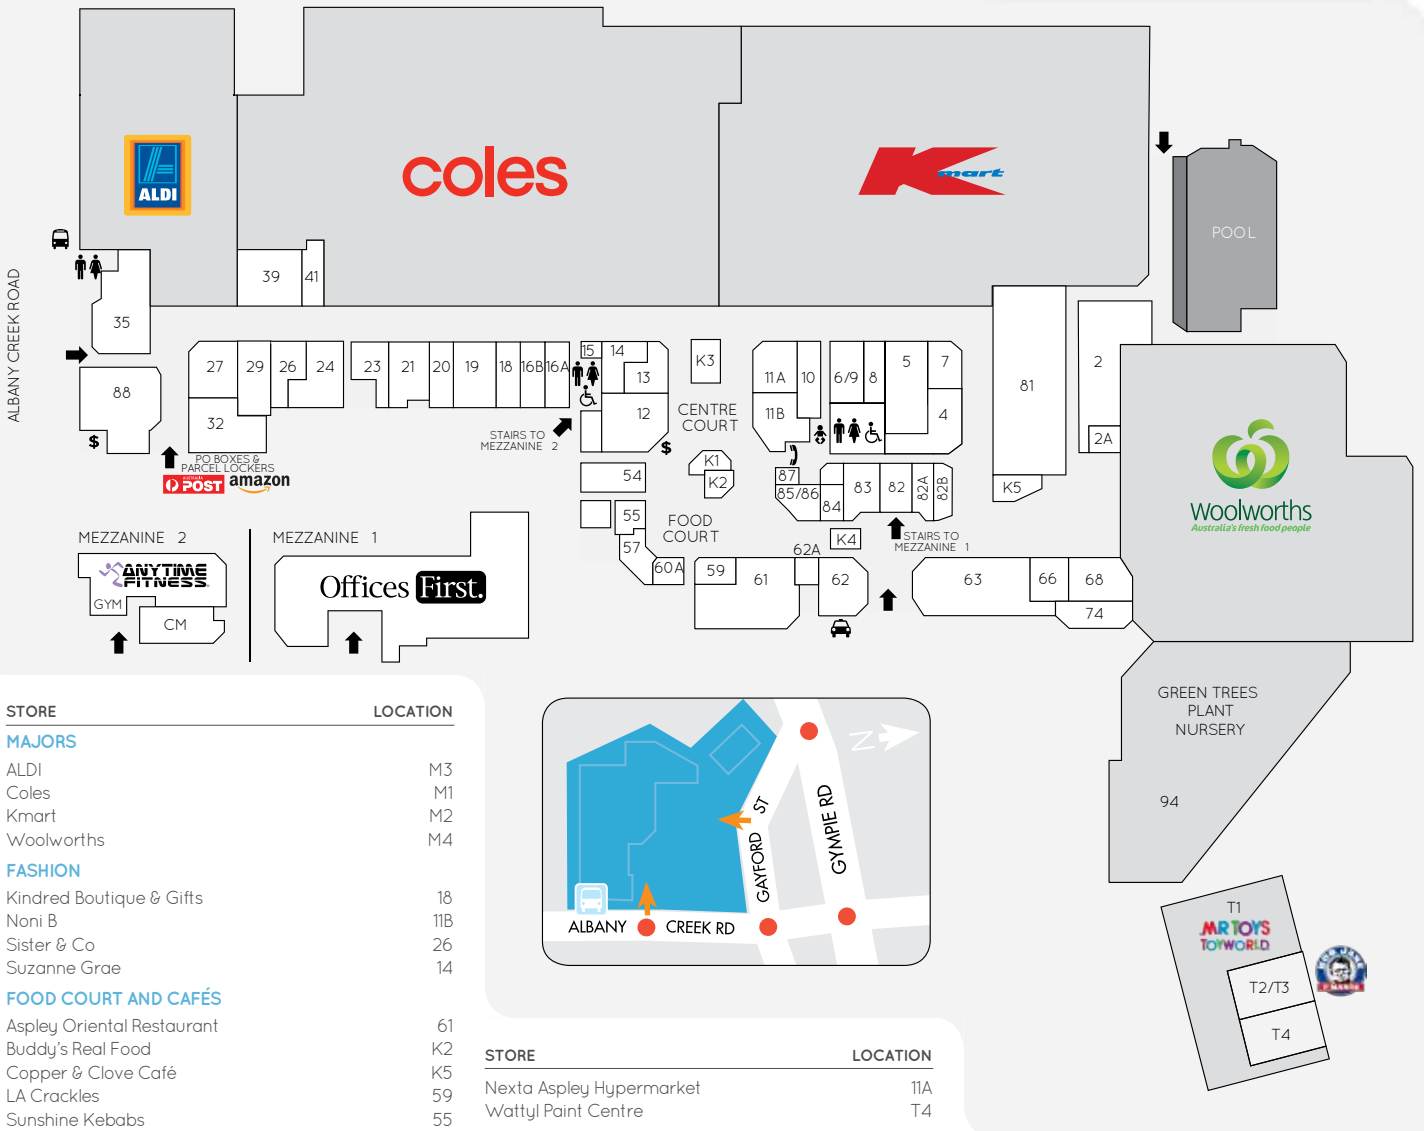 ALDI
coles
Kmart
POOL
ALBANY CREEK ROAD
39
41
35
88
$
27
29
26
24
32
23
21
20
19
18
16B
16A
15
14
13
12
$
K3
CENTRE
COURT
11A
10
11B
6/9
8
5
7
4
81
2
2A
K5
STAIRS TO
MEZZANINE 2
PO BOXES &
PARCEL LOCKERS
AUSTRALIA
POST
amazon
54
K1
K2
87
85/86
84
83
82
82A
82B
55
57
60A
FOOD
COURT
K4
STAIRS TO
MEZZANINE 1
62A
59
61
62
63
66
68
74
Woolworths
Australia's fresh food people
MEZZANINE 2
ANYTIME
FITNESS
GYM
CM
MEZZANINE 1
Offices First.
GREEN TREES
PLANT
NURSERY
94
T1
MR TOYS
TOYWORLD
T2/T3
T4
STORE LOCATION
MAJORS
ALDI M3
Coles M1
Kmart M2
Woolworths M4
FASHION
Kindred Boutique & Gifts 18
Noni B 11B
Sister & Co 26
Suzanne Grae 14
FOOD COURT AND CAFÉS
Aspley Oriental Restaurant 61
Buddy's Real Food K2
Copper & Clove Café K5
LA Crackles 59
Sunshine Kebabs 55
N
GAYFORD ST
GYMPIE RD
ALBANY CREEK RD
STORE LOCATION
Nexta Aspley Hypermarket 11A
Wattyl Paint Centre T4